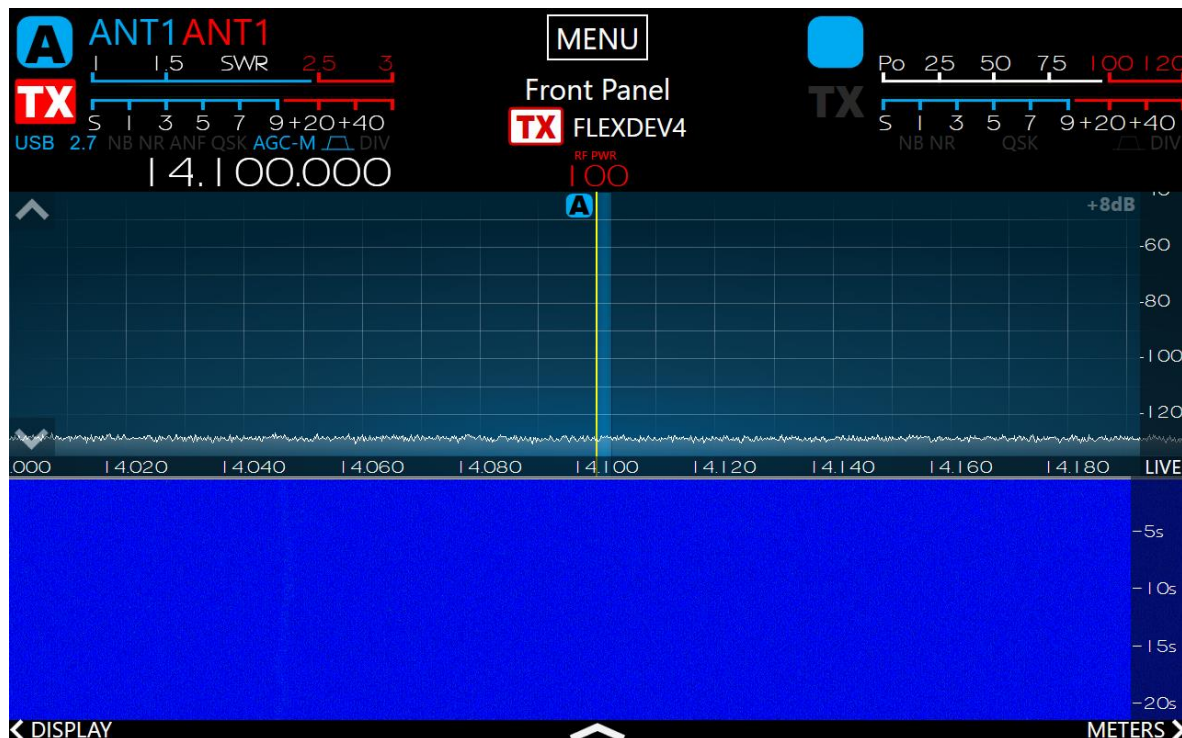 A ANT1 ANT1
1 1.5 SWR 2.5 3
TX
S 1 3 5 7 9 +20 +40
USB 2.7 NB NR ANF QSK AGC-M DIV
14.100.000
MENU
Front Panel
TX FLEXDEV4
RF PWR
100
Po 25 50 75 100 120
TX
S 1 3 5 7 9 +20 +40
NB NR QSK DIV
A
+8dB
-60
-80
-100
-120
.000 14.020 14.040 14.060 14.080 14.100 14.120 14.140 14.160 14.180 LIVE
-5s
-10s
-15s
-20s
< DISPLAY
METERS >